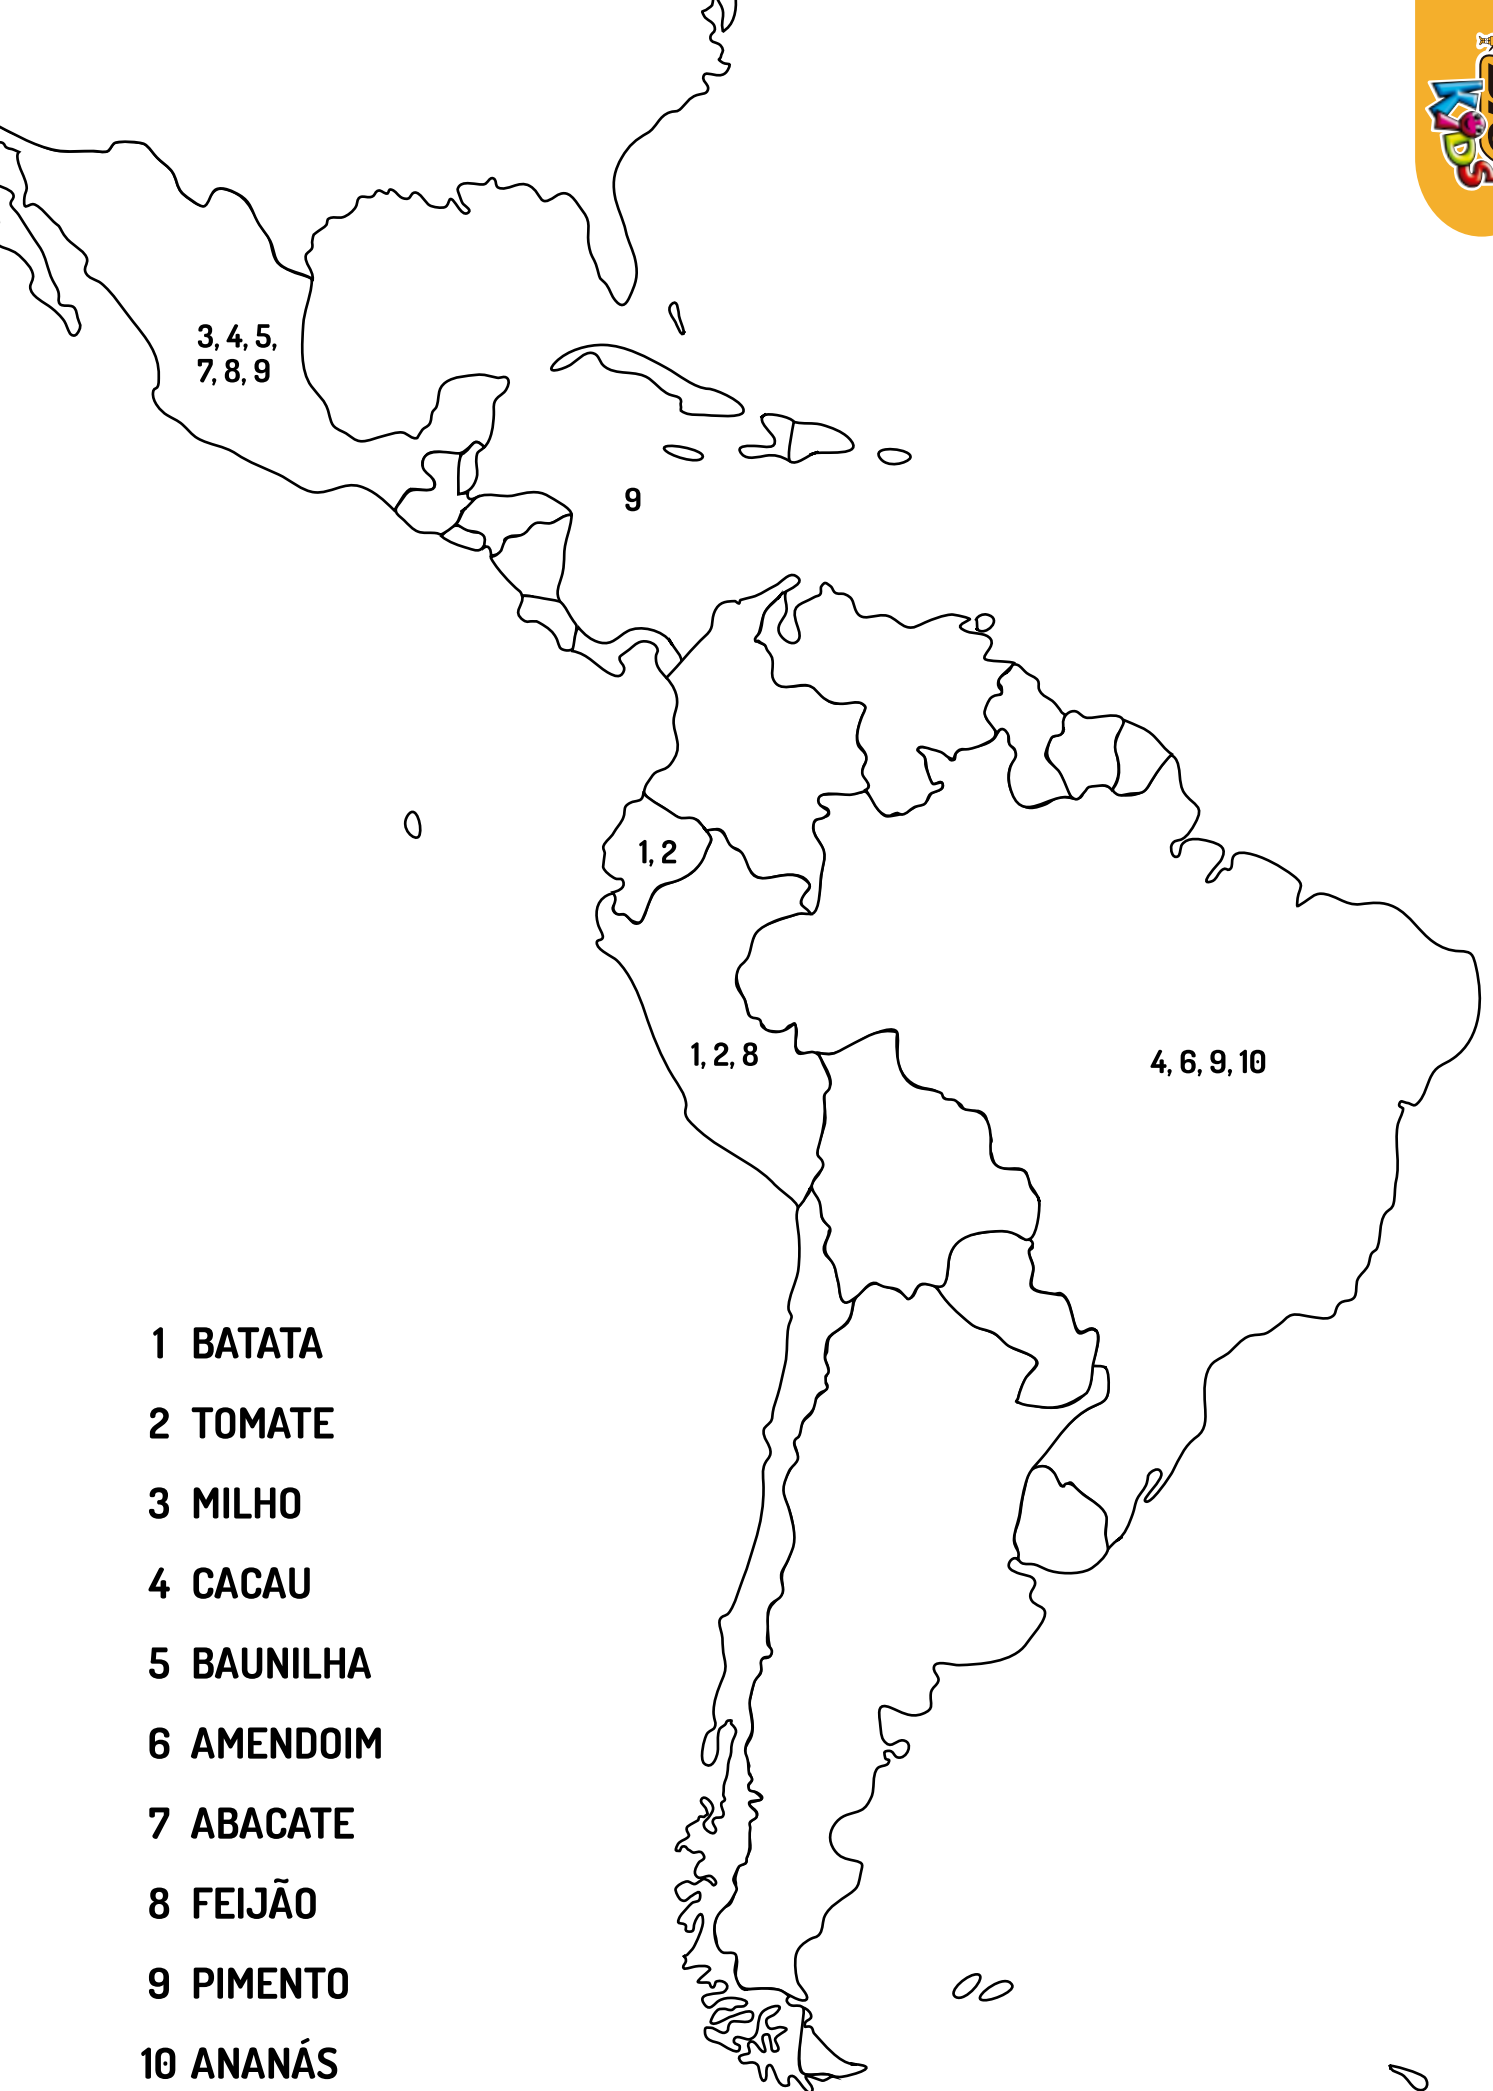 KiDS
3, 4, 5,
7, 8, 9
9
1, 2
1, 2, 8
4, 6, 9, 10
1 BATATA
2 TOMATE
3 MILHO
4 CACAU
5 BAUNILHA
6 AMENDOIM
7 ABACATE
8 FEIJÃO
9 PIMENTO
10 ANANÁS